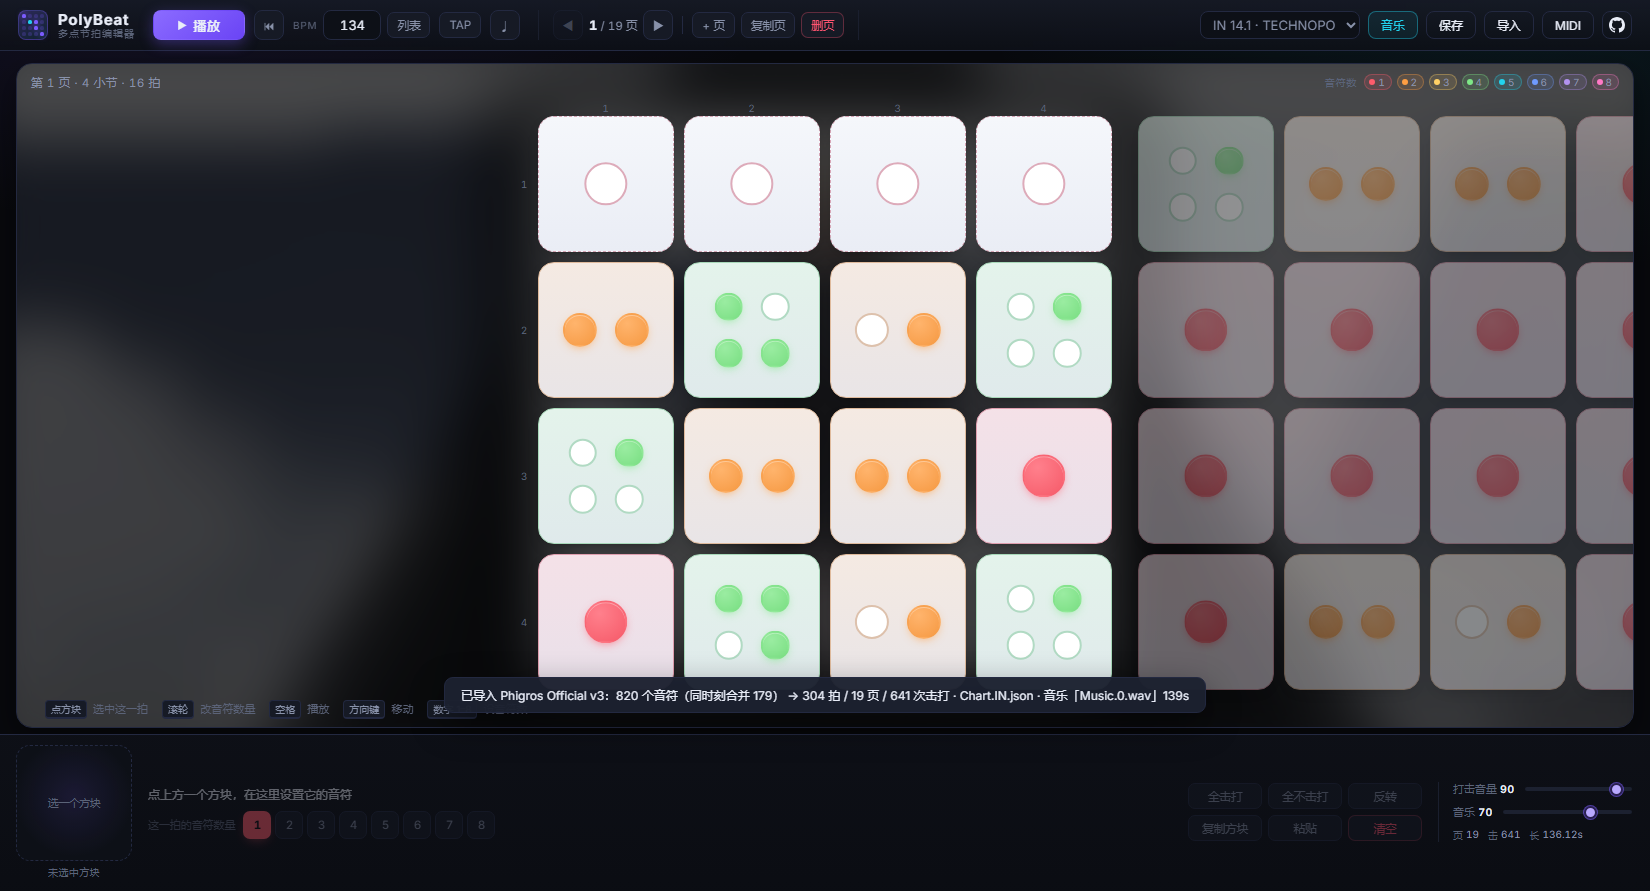 PolyBeat
多点节拍编辑器
播放
BPM 134
列表
TAP
♩
1 / 19 页
+ 页
复制页
删页
IN 14.1 · TECHNOPO
音乐
保存
导入
MIDI
第 1 页 · 4 小节 · 16 拍
音符数 1 2 3 4 5 6 7 8
1 2 3 4
1
2
3
4
已导入 Phigros Official v3：820 个音符（同时刻合并 179） → 304 拍 / 19 页 / 641 次击打 · Chart.IN.json · 音乐「Music.0.wav」139s
点方块 选中这一拍 滚轮 改音符数量 空格 播放 方向键 移动
选一个方块
未选中方块
点上方一个方块，在这里设置它的音符
这一拍的音符数量 1 2 3 4 5 6 7 8
全击打 全不击打 反转
复制方块 粘贴 清空
打击音量 90
音乐 70
页 19 击 641 长 136.12s